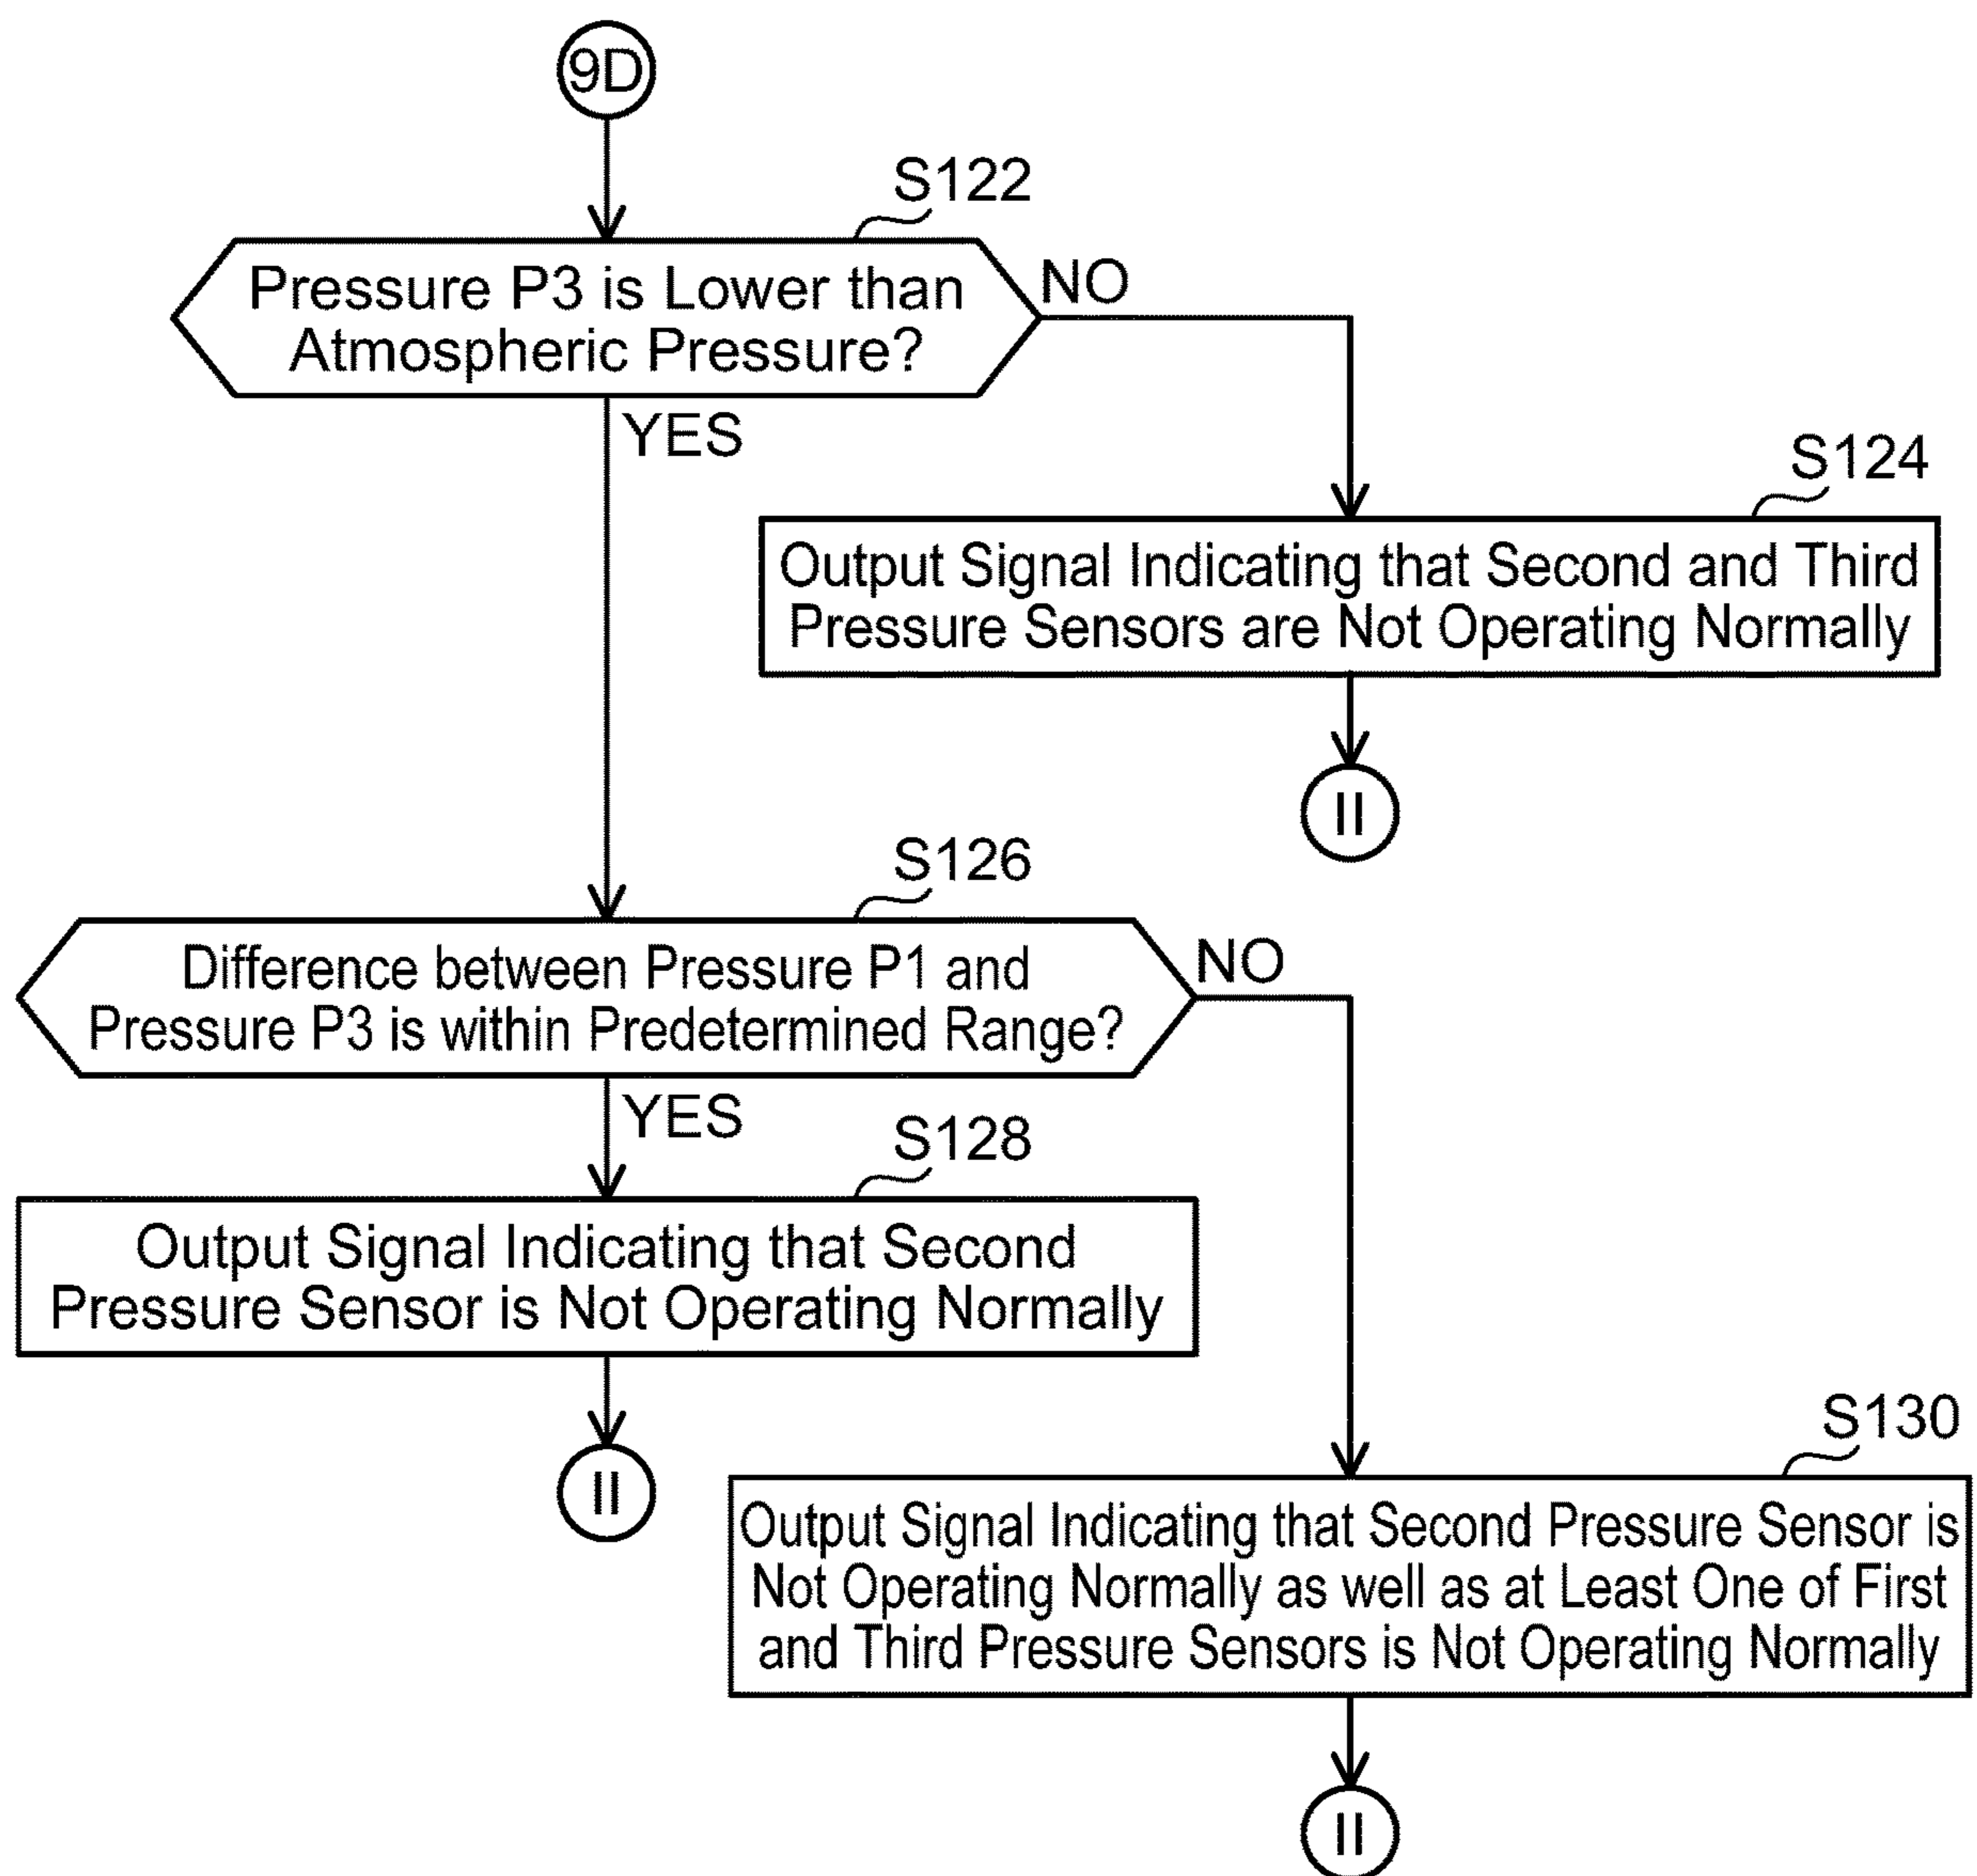 9D
S122
Pressure P3 is Lower than
Atmospheric Pressure?
NO
YES
S124
Output Signal Indicating that Second and Third
Pressure Sensors are Not Operating Normally
II
S126
Difference between Pressure P1 and
Pressure P3 is within Predetermined Range?
NO
YES
S128
Output Signal Indicating that Second
Pressure Sensor is Not Operating Normally
II
S130
Output Signal Indicating that Second Pressure Sensor is
Not Operating Normally as well as at Least One of First
and Third Pressure Sensors is Not Operating Normally
II